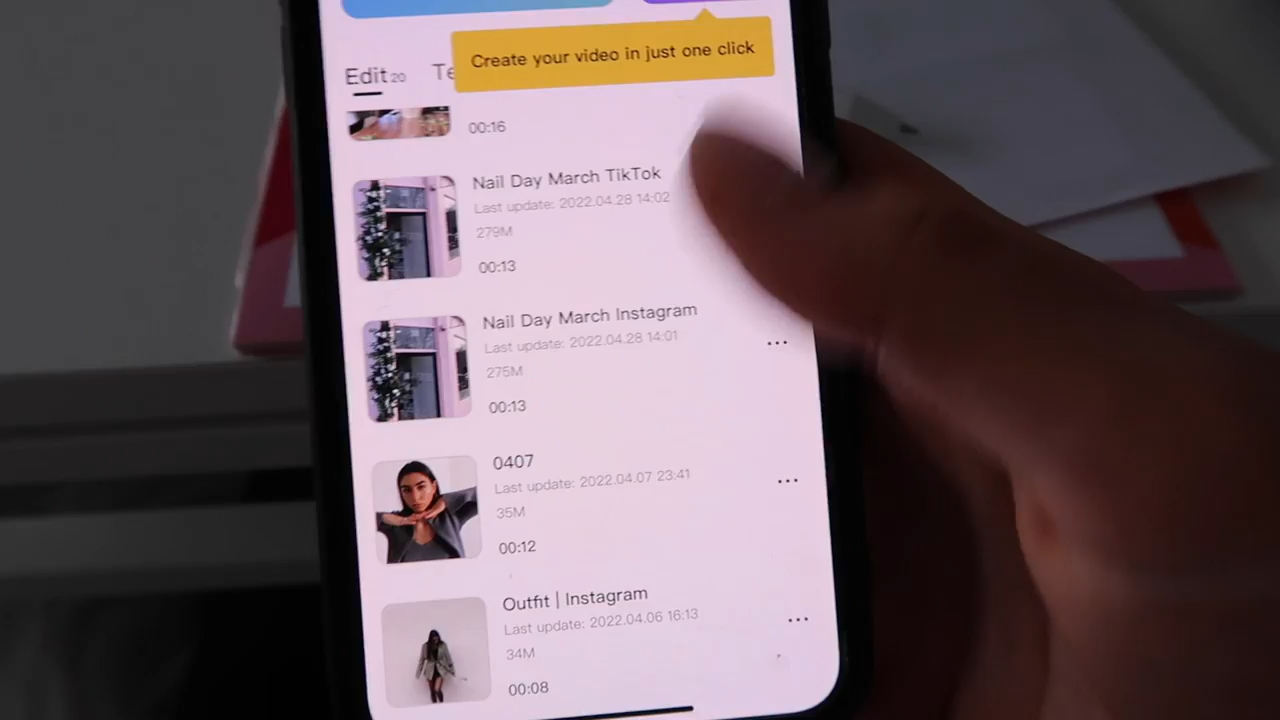 Create your video in just one click
Edit 20
00:16
Nail Day March TikTok
Last update: 2022.04.28 14:02
279M
00:13
Nail Day March Instagram
Last update: 2022.04.28 14:01
275M
00:13
0407
Last update: 2022.04.07 23:41
35M
00:12
Outfit | Instagram
Last update: 2022.04.06 16:13
34M
00:08